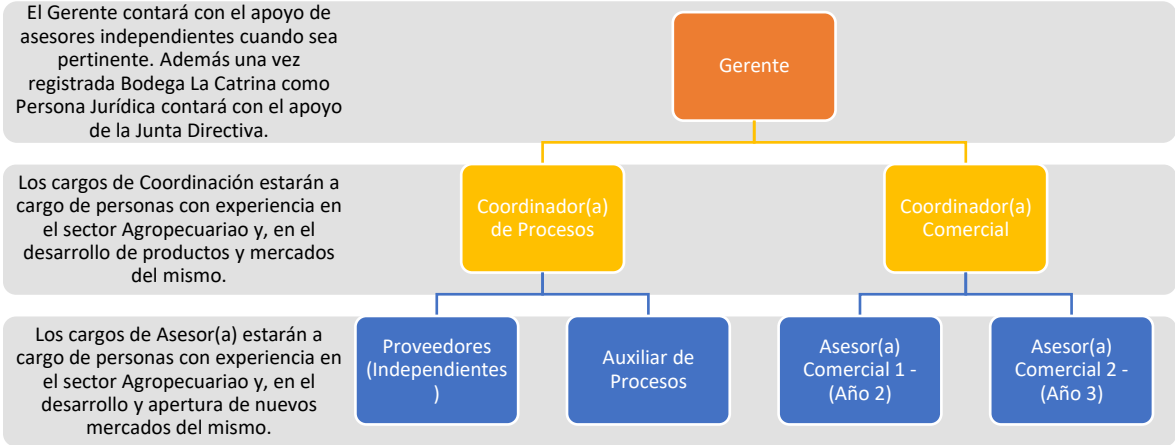 El Gerente contará con el apoyo de
asesores independientes cuando sea
pertinente. Además una vez
registrada Bodega La Catrina como
Persona Jurídica contará con el apoyo
de la Junta Directiva.
Gerente
Los cargos de Coordinación estarán a
cargo de personas con experiencia en
el sector Agropecuariao y, en el
desarrollo de productos y mercados
del mismo.
Coordinador(a)
de Procesos
Coordinador(a)
Comercial
Los cargos de Asesor(a) estarán a
cargo de personas con experiencia en
el sector Agropecuariao y, en el
desarrollo y apertura de nuevos
mercados del mismo.
Proveedores
(Independientes
)
Auxiliar de
Procesos
Asesor(a)
Comercial 1 -
(Año 2)
Asesor(a)
Comercial 2 -
(Año 3)